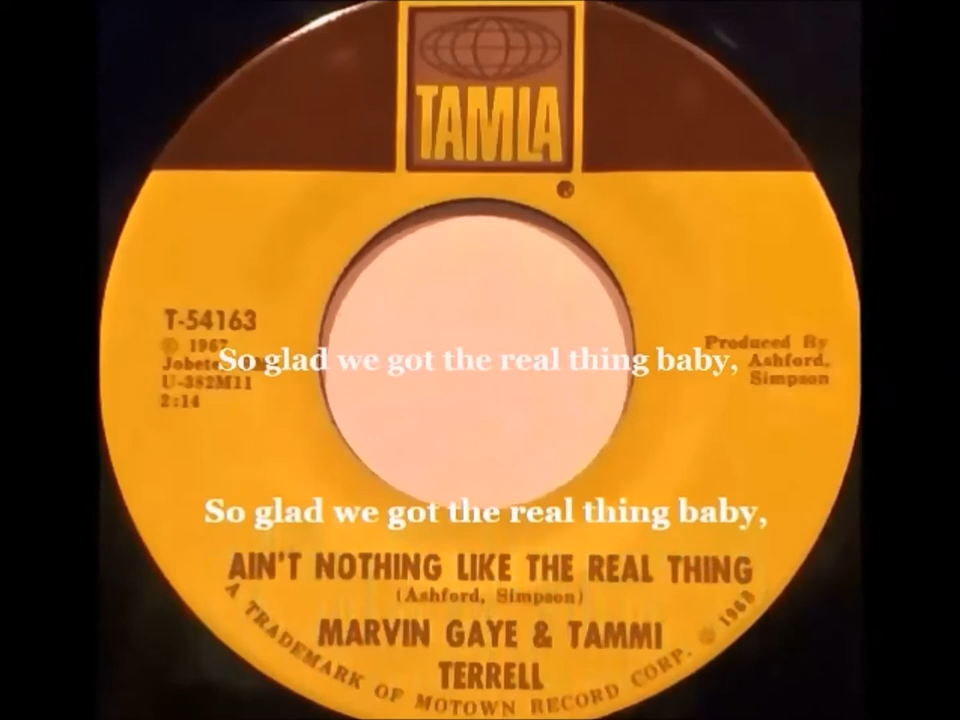 TAMLA
T-54163
℗ 1967
U-382M11
2:14
Produced By
Ashford,
Simpson
So glad we got the real thing baby,
So glad we got the real thing baby,
AIN'T NOTHING LIKE THE REAL THING
(Ashford, Simpson)
MARVIN GAYE & TAMMI
TERRELL
A TRADEMARK OF MOTOWN RECORD CORP. ℗ 1968